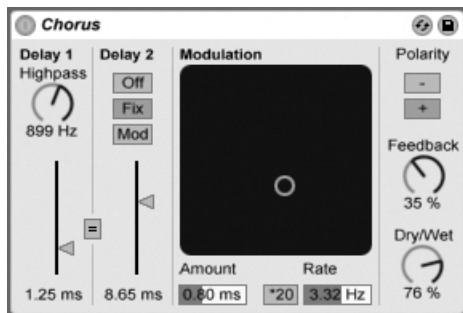 Chorus
Delay 1
Highpass
899 Hz
=
1.25 ms
Delay 2
Off
Fix
Mod
8.65 ms
Modulation
Amount
0.80 ms
*20
Rate
3.32 Hz
Polarity
-
+
Feedback
35 %
Dry/Wet
76 %